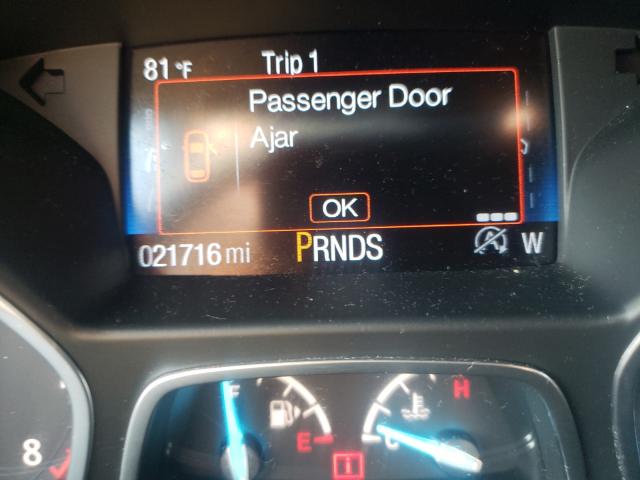 81°F Trip 1
Passenger Door
Ajar
OK
021716 mi PRNDS W
F H
E C
8